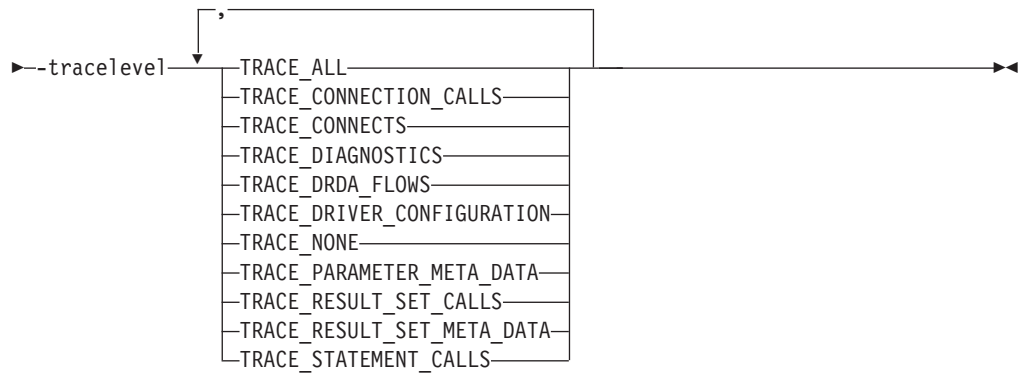 ,
-tracelevel TRACE_ALL
TRACE_CONNECTION_CALLS
TRACE_CONNECTS
TRACE_DIAGNOSTICS
TRACE_DRDA_FLOWS
TRACE_DRIVER_CONFIGURATION
TRACE_NONE
TRACE_PARAMETER_META_DATA
TRACE_RESULT_SET_CALLS
TRACE_RESULT_SET_META_DATA
TRACE_STATEMENT_CALLS